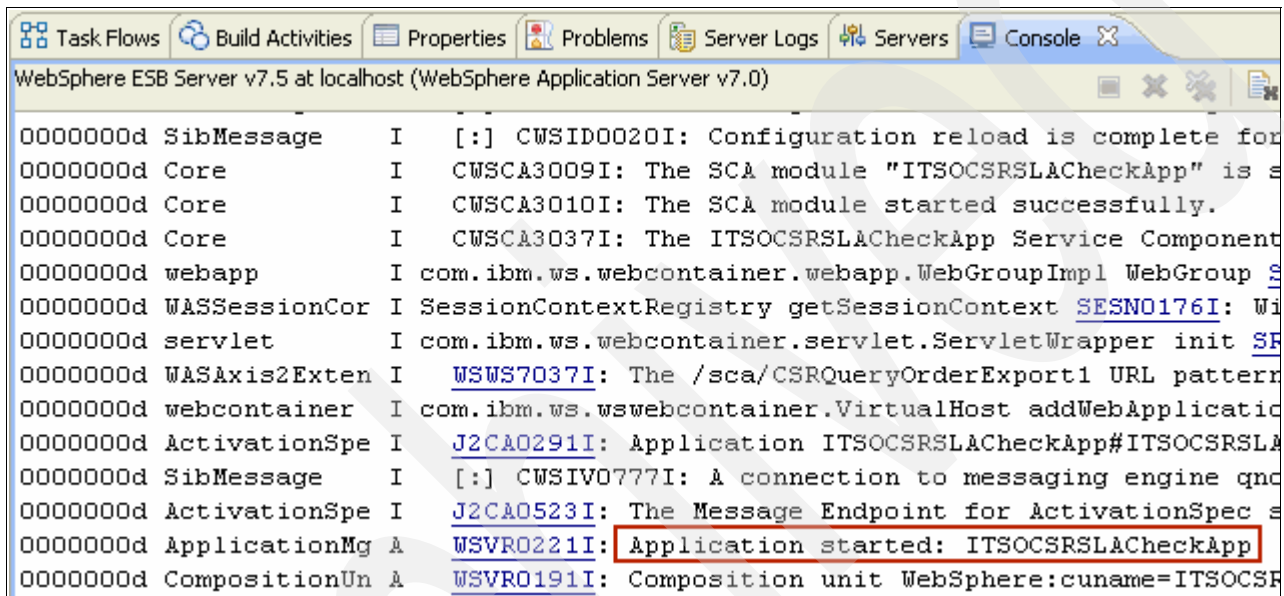 Task Flows Build Activities Properties Problems Server Logs Servers Console
WebSphere ESB Server v7.5 at localhost (WebSphere Application Server v7.0)
0000000d SibMessage I [:] CWSID0020I: Configuration reload is complete for
0000000d Core I CWSCA3009I: The SCA module "ITSOCSRSLACheckApp" is s
0000000d Core I CWSCA3010I: The SCA module started successfully.
0000000d Core I CWSCA3037I: The ITSOCSRSLACheckApp Service Component
0000000d webapp I com.ibm.ws.webcontainer.webapp.WebGroupImpl WebGroup S
0000000d WASSessionCor I SessionContextRegistry getSessionContext SESN0176I: Wi
0000000d servlet I com.ibm.ws.webcontainer.servlet.ServletWrapper init SR
0000000d WASAxis2Exten I WSWS7037I: The /sca/CSRQueryOrderExport1 URL pattern
0000000d webcontainer I com.ibm.ws.wswebcontainer.VirtualHost addWebApplicatio
0000000d ActivationSpe I J2CA0291I: Application ITSOCSRSLACheckApp#ITSOCSRSLA
0000000d SibMessage I [:] CWSIV0777I: A connection to messaging engine qno
0000000d ActivationSpe I J2CA0523I: The Message Endpoint for ActivationSpec s
0000000d ApplicationMg A WSVR0221I: Application started: ITSOCSRSLACheckApp
0000000d CompositionUn A WSVR0191I: Composition unit WebSphere:cuname=ITSOCSR